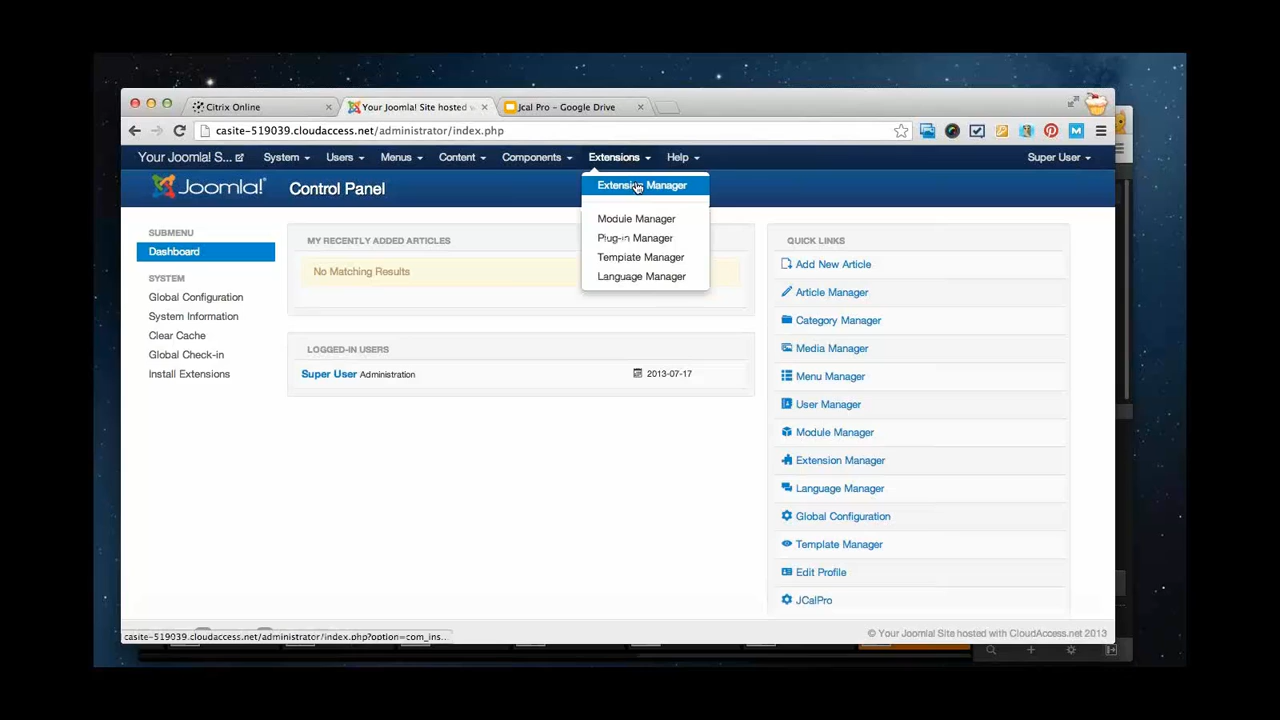 Citrix Online
Your Joomla! Site hosted w
Jcal Pro – Google Drive
casite-519039.cloudaccess.net/administrator/index.php
Your Joomla! S... System Users Menus Content Components Extensions Help Super User
Joomla! Control Panel
Extension Manager
Module Manager
Plug-in Manager
Template Manager
Language Manager
SUBMENU
Dashboard
SYSTEM
Global Configuration
System Information
Clear Cache
Global Check-in
Install Extensions
MY RECENTLY ADDED ARTICLES
No Matching Results
LOGGED-IN USERS
Super User Administration 2013-07-17
QUICK LINKS
Add New Article
Article Manager
Category Manager
Media Manager
Menu Manager
User Manager
Module Manager
Extension Manager
Language Manager
Global Configuration
Template Manager
Edit Profile
JCalPro
casite-519039.cloudaccess.net/administrator/index.php?option=com_ins...
© Your Joomla! Site hosted with CloudAccess.net 2013